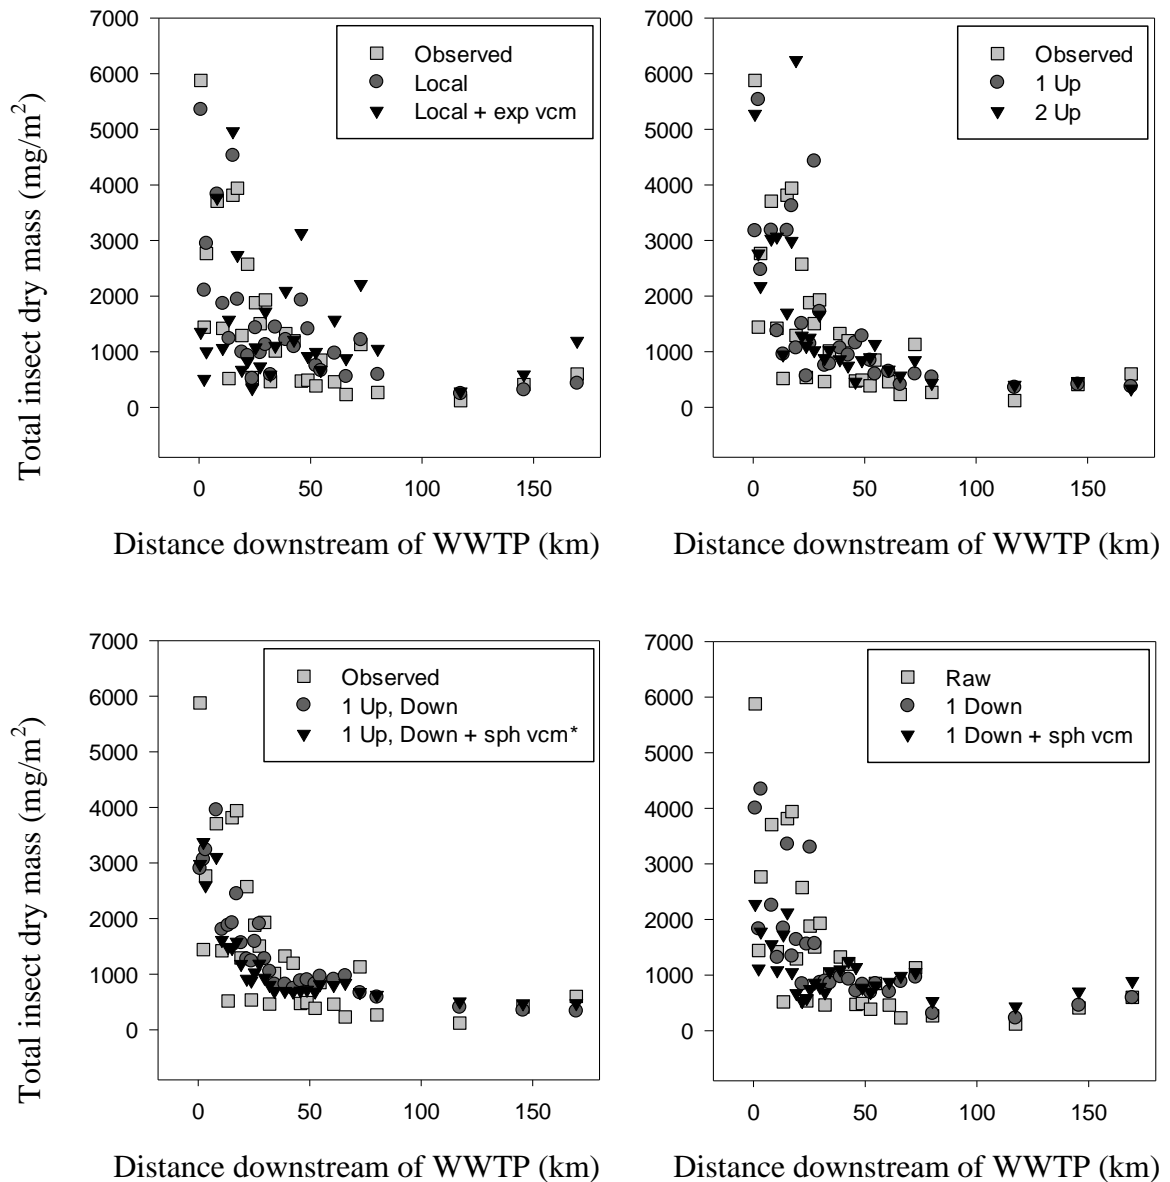 Total insect dry mass (mg/m²)
7000
6000
5000
4000
3000
2000
1000
0
Observed
Local
Local + exp vcm
0
50
100
150
Distance downstream of WWTP (km)
7000
6000
5000
4000
3000
2000
1000
0
Observed
1 Up
2 Up
0
50
100
150
Distance downstream of WWTP (km)
Total insect dry mass (mg/m²)
7000
6000
5000
4000
3000
2000
1000
0
Observed
1 Up, Down
1 Up, Down + sph vcm*
0
50
100
150
Distance downstream of WWTP (km)
7000
6000
5000
4000
3000
2000
1000
0
Raw
1 Down
1 Down + sph vcm
0
50
100
150
Distance downstream of WWTP (km)